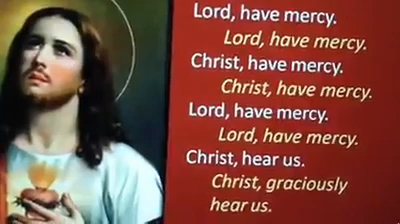 Lord, have mercy.
Lord, have mercy.
Christ, have mercy.
Christ, have mercy.
Lord, have mercy.
Lord, have mercy.
Christ, hear us.
Christ, graciously
hear us.